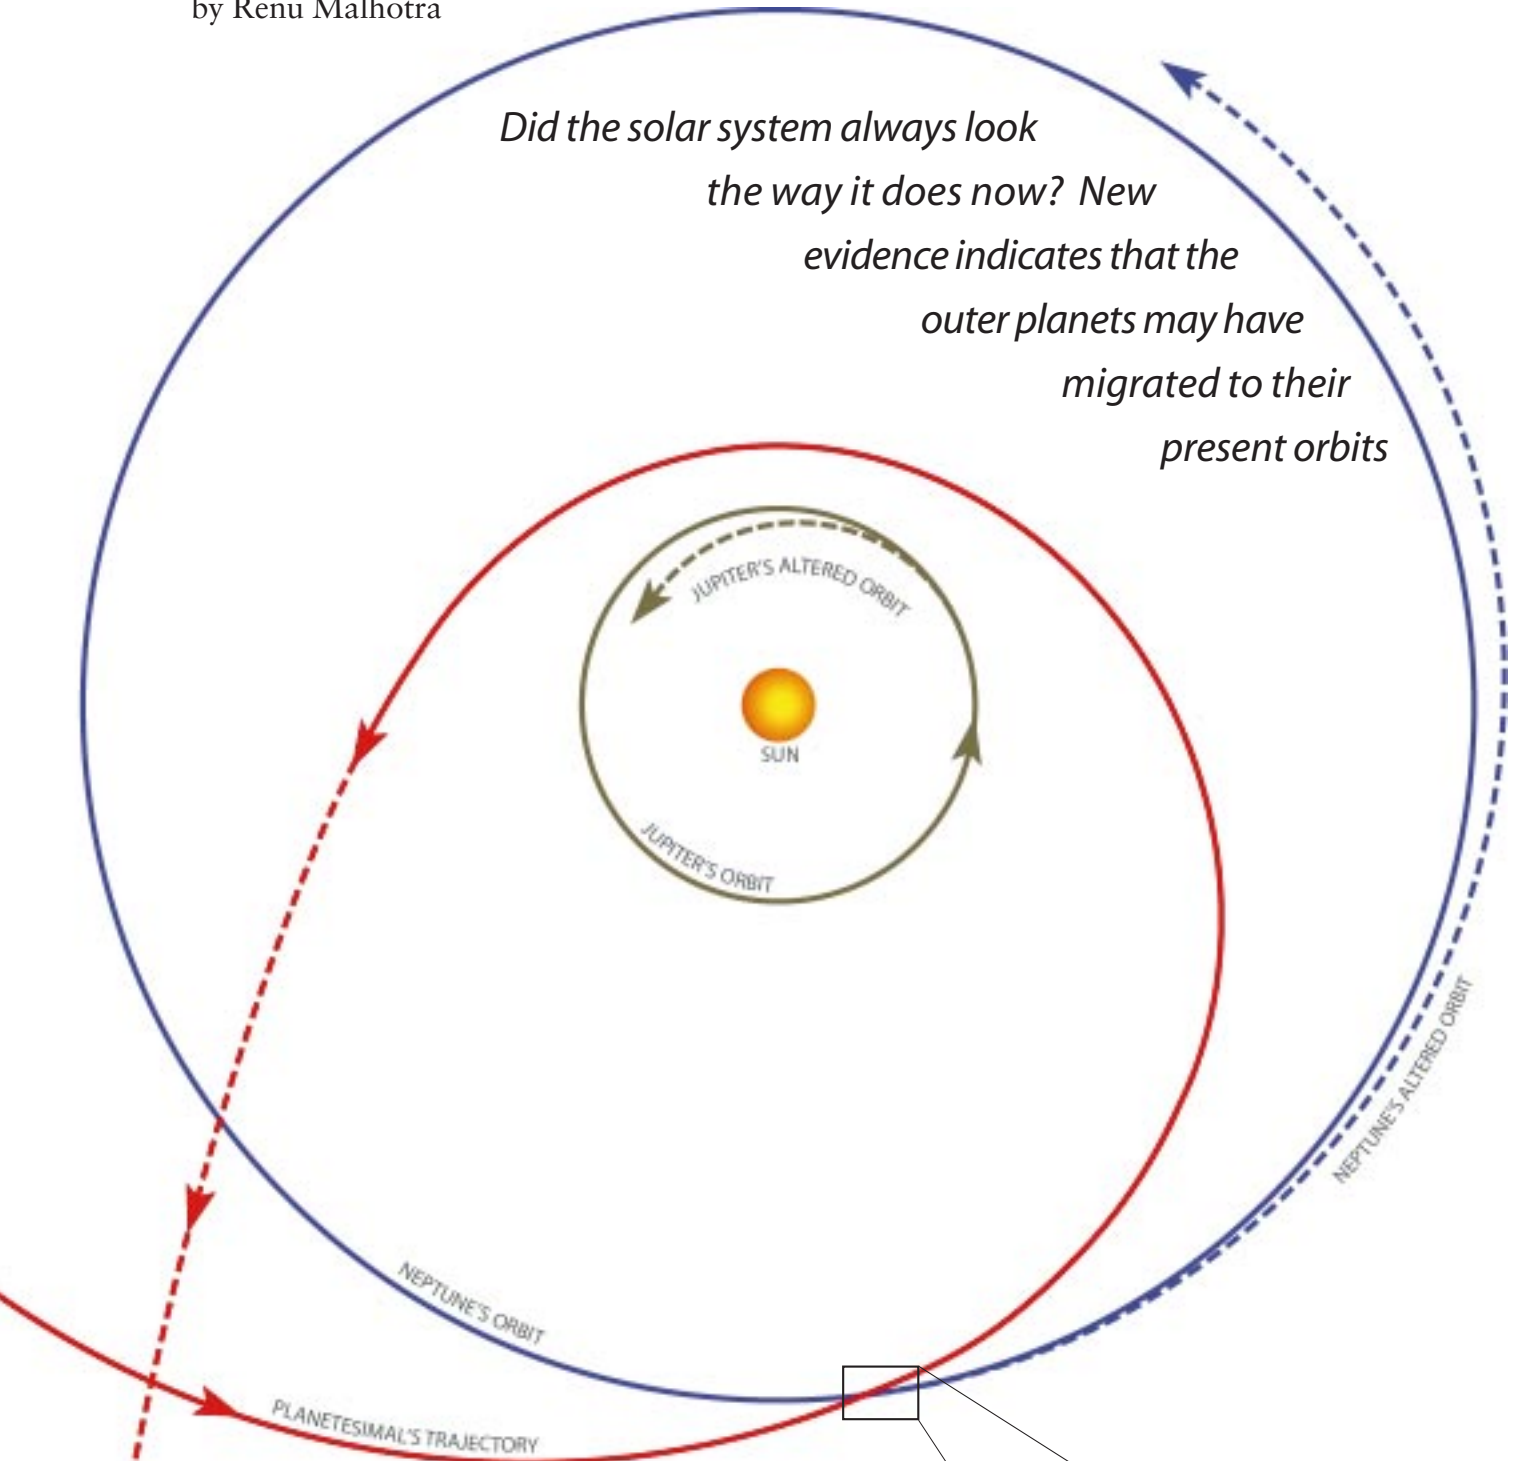 by Renu Malhotra
Did the solar system always look
the way it does now? New
evidence indicates that the
outer planets may have
migrated to their
present orbits
JUPITER'S ALTERED ORBIT
SUN
JUPITER'S ORBIT
NEPTUNE'S ALTERED ORBIT
NEPTUNE'S ORBIT
PLANETESIMAL'S TRAJECTORY